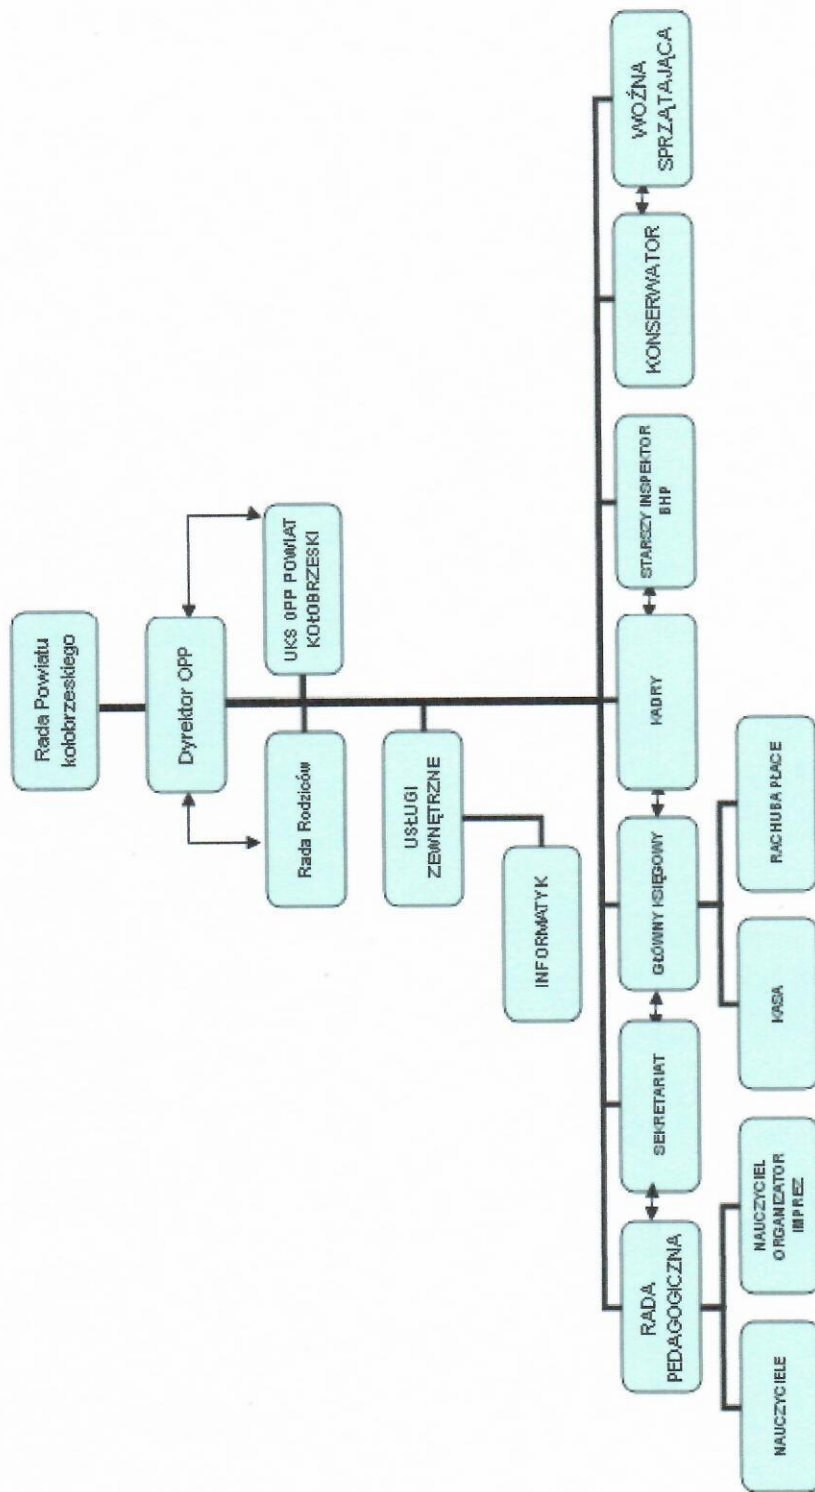 Rada Powiatu
kołobrzeskiego
Dyrektor OPP
Rada Rodziców
UKS OPP POWIAT
KOŁOBRZESKI
USŁUGI
ZEWNĘTRZNE
INFORMATYK
RADA
PEDAGOGICZNA
SEKRETARIAT
GŁÓWNY KSIĘGOWY
KADRY
STARSZY INSPEKTOR
BHP
KONSERWATOR
WOŹNA
SPRZĄTAJĄCA
NAUCZYCIELE
NAUCZYCIEL
ORGANIZATOR
IMPREZ
KASA
RACHUBA PŁACE